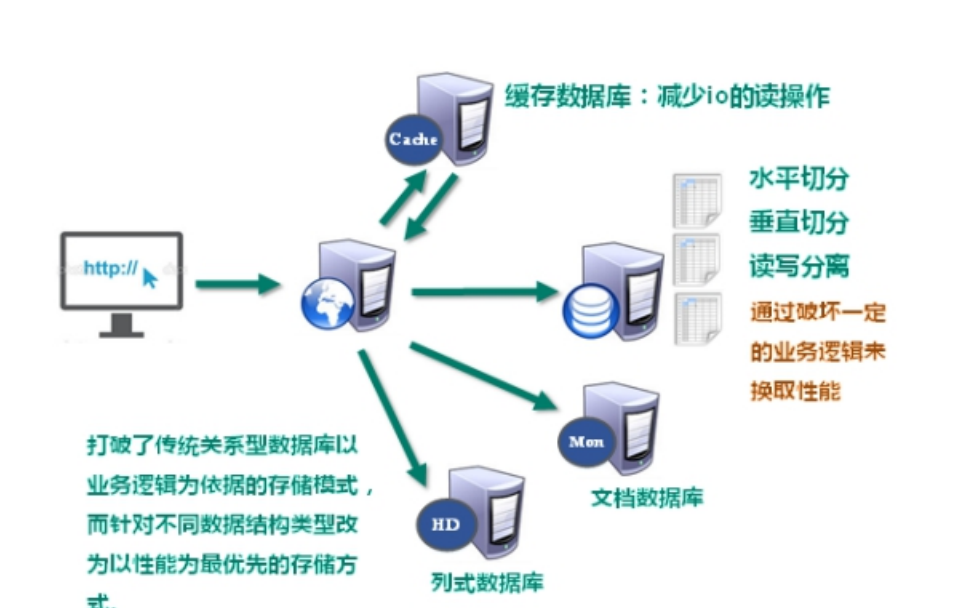 缓存数据库：减少io的读操作
Cache
水平切分
垂直切分
读写分离
http://
通过破坏一定
的业务逻辑来
换取性能
Mon
文档数据库
打破了传统关系型数据库以
业务逻辑为依据的存储模式，
而针对不同数据结构类型改
为以性能为最优先的存储方
式。
HD
列式数据库